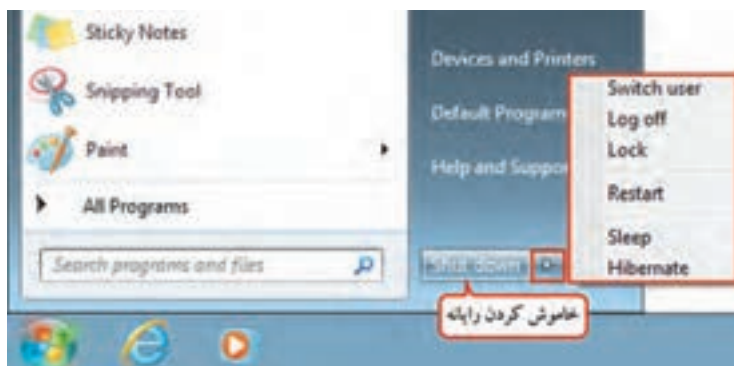 Sticky Notes
Snipping Tool
Paint
All Programs
Search programs and files
Devices and Printers
Default Program
Help and Suppo
Shut down
Switch user
Log off
Lock
Restart
Sleep
Hibernate
خاموش کردن رایانه